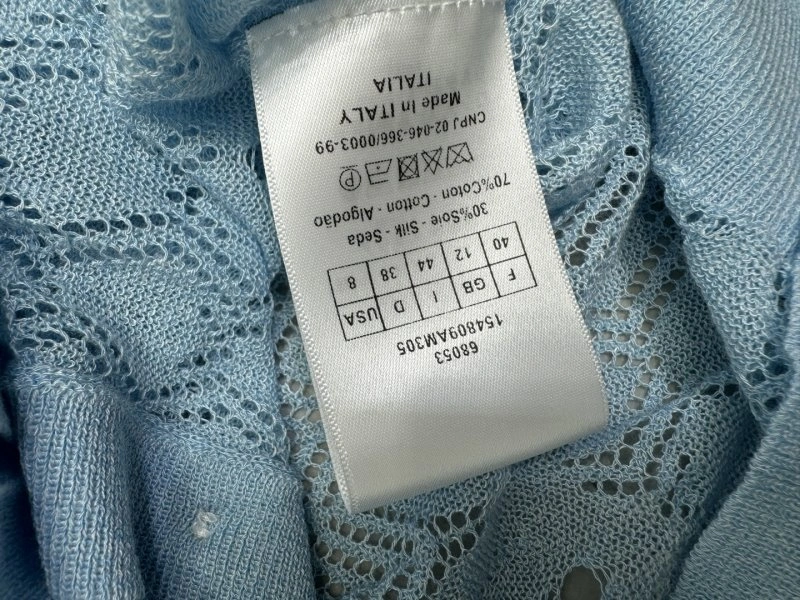 68053
154809AM305
F GB I D USA
40 12 44 38 8
30%Soie - Silk - Seda
70%Coton - Cotton - Algodão
P
CNPJ 02-046-366/0003-99
Made In ITALY
ITALIA